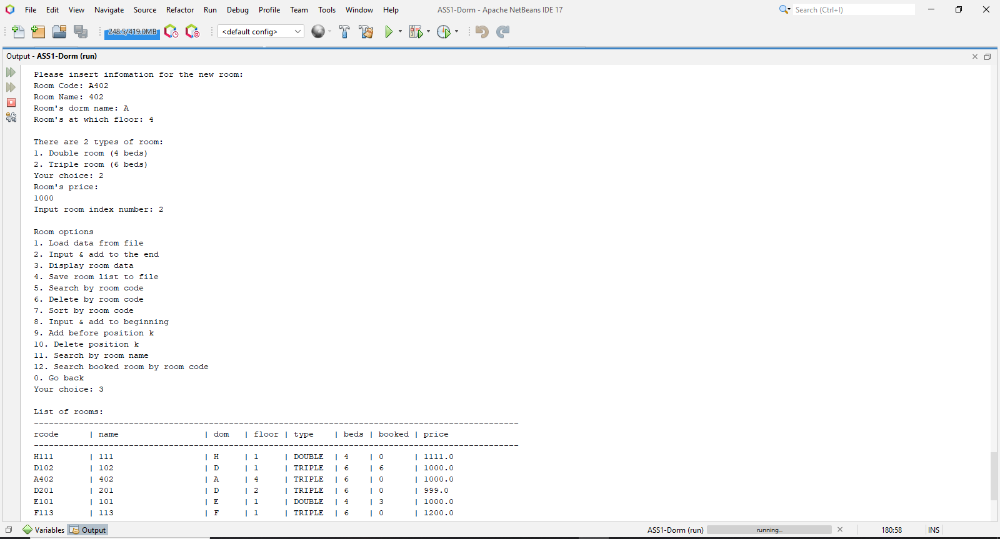 File Edit View Navigate Source Refactor Run Debug Profile Team Tools Window Help ASS1-Dorm - Apache NetBeans IDE 17 Search (Ctrl+I)
248.5/419.0MB <default config>
Output - ASS1-Dorm (run)
Please insert infomation for the new room:
Room Code: A402
Room Name: 402
Room's dorm name: A
Room's at which floor: 4
There are 2 types of room:
1. Double room (4 beds)
2. Triple room (6 beds)
Your choice: 2
Room's price:
1000
Input room index number: 2
Room options
1. Load data from file
2. Input & add to the end
3. Display room data
4. Save room list to file
5. Search by room code
6. Delete by room code
7. Sort by room code
8. Input & add to beginning
9. Add before position k
10. Delete position k
11. Search by room name
12. Search booked room by room code
0. Go back
Your choice: 3
List of rooms:
-------------------------------------------------------------------------------------------------
rcode | name | dom | floor | type | beds | booked | price
-------------------------------------------------------------------------------------------------
H111 | 111 | H | 1 | DOUBLE | 4 | 0 | 1111.0
D102 | 102 | D | 1 | TRIPLE | 6 | 6 | 1000.0
A402 | 402 | A | 4 | TRIPLE | 6 | 0 | 1000.0
D201 | 201 | D | 2 | TRIPLE | 6 | 0 | 999.0
E101 | 101 | E | 1 | DOUBLE | 4 | 3 | 1000.0
F113 | 113 | F | 1 | TRIPLE | 6 | 0 | 1200.0
Variables Output ASS1-Dorm (run) running... 180:58 INS